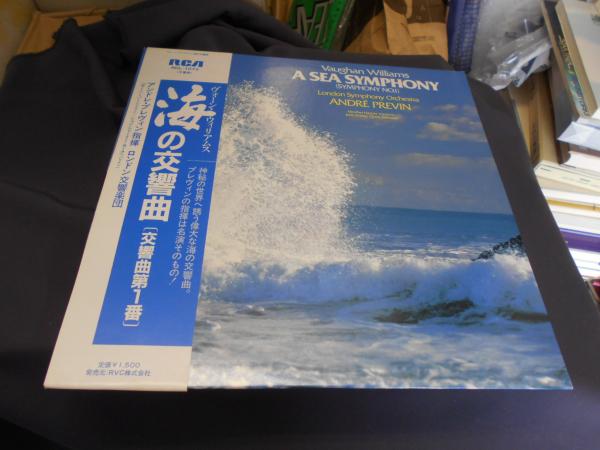 RCA
ヴォーン・ウィリアムス
海の交響曲
〔交響曲第1番〕
神秘の世界へ誘う偉大な海の交響曲。
プレヴィンの指揮は名演そのもの!
アンドレ・プレヴィン指揮 ロンドン交響楽団
定価¥1,500
発売元:RVC株式会社
Vaughan Williams
A SEA SYMPHONY
(SYMPHONY NO.1)
London Symphony Orchestra
ANDRÉ PREVIN